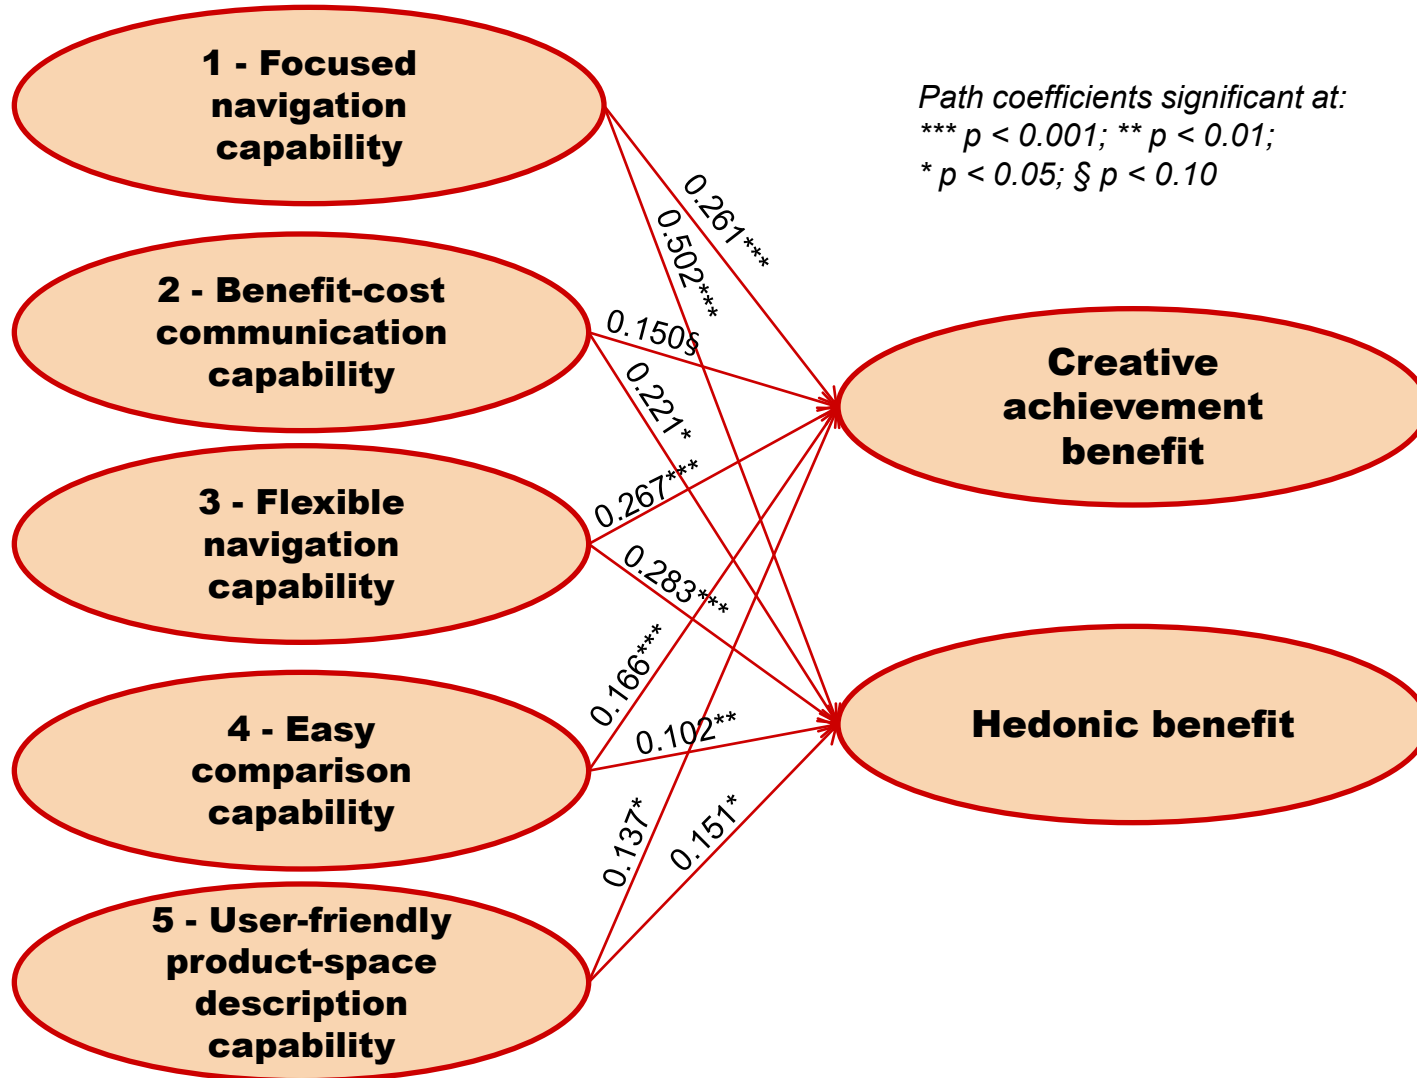 1 - Focused
navigation
capability
Path coefficients significant at:
*** p < 0.001; ** p < 0.01;
* p < 0.05; § p < 0.10
0.261***
0.502***
2 - Benefit-cost
communication
capability
0.150§
0.221*
Creative
achievement
benefit
3 - Flexible
navigation
capability
0.267***
0.283***
4 - Easy
comparison
capability
0.166***
0.102**
Hedonic benefit
5 - User-friendly
product-space
description
capability
0.137*
0.151*